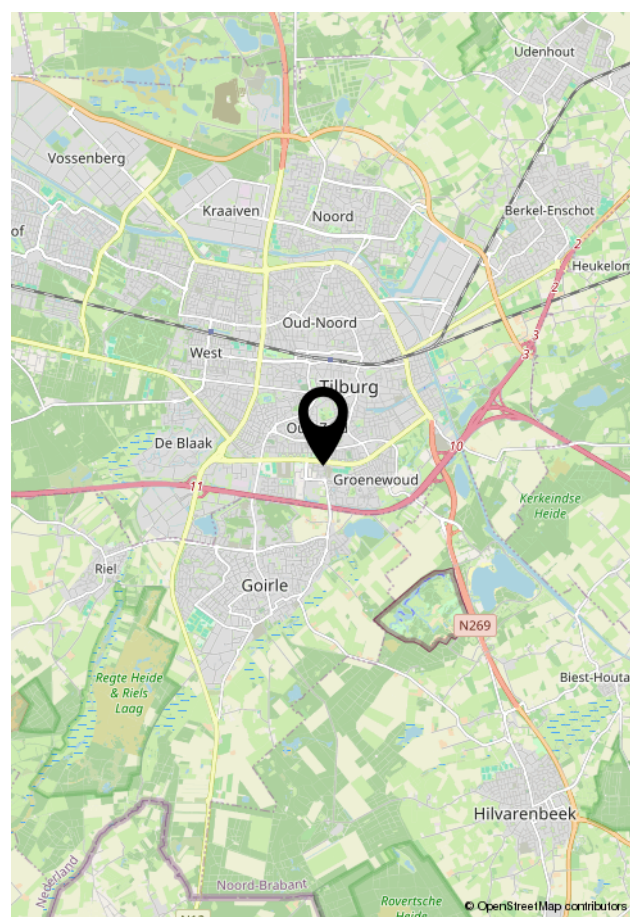 Udenhout
Vossenberg
Kraaiven
Noord
Berkel-Enschot
of
2
Heukelom
2
Oud-Noord
3
West
3
Tilburg
De Blaak
10
Groenewoud
11
Kerkeindse
Heide
Riel
Goirle
N269
Regte Heide
& Riels
Laag
Biest-Houta
Hilvarenbeek
Nederland
Noord-Brabant
Rovertsche
Heide
© OpenStreetMap contributors